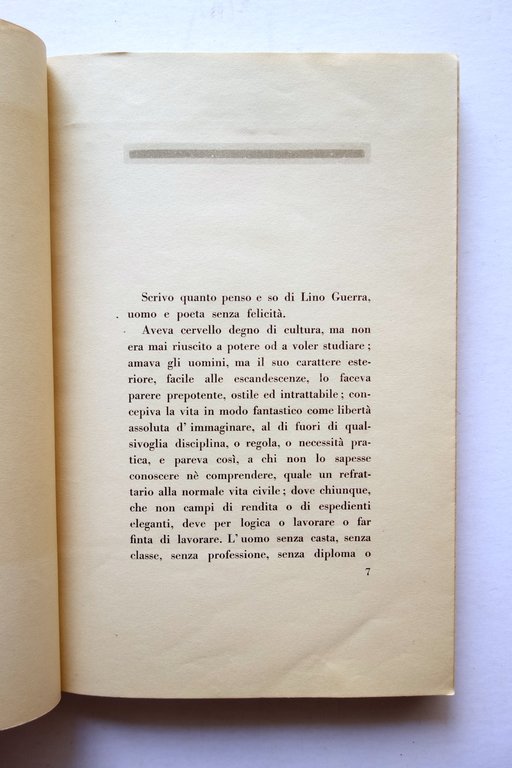 Scrivo quanto penso e so di Lino Guerra,
uomo e poeta senza felicità.
Aveva cervello degno di cultura, ma non
era mai riuscito a potere od a voler studiare ;
amava gli uomini, ma il suo carattere este-
riore, facile alle escandescenze, lo faceva
parere prepotente, ostile ed intrattabile ; con-
cepiva la vita in modo fantastico come libertà
assoluta d' immaginare, al di fuori di qual-
sivoglia disciplina, o regola, o necessità pra-
tica, e pareva così, a chi non lo sapesse
conoscere nè comprendere, quale un refrat-
tario alla normale vita civile ; dove chiunque,
che non campi di rendita o di espedienti
eleganti, deve per logica o lavorare o far
finta di lavorare. L' uomo senza casta, senza
classe, senza professione, senza diploma o
7